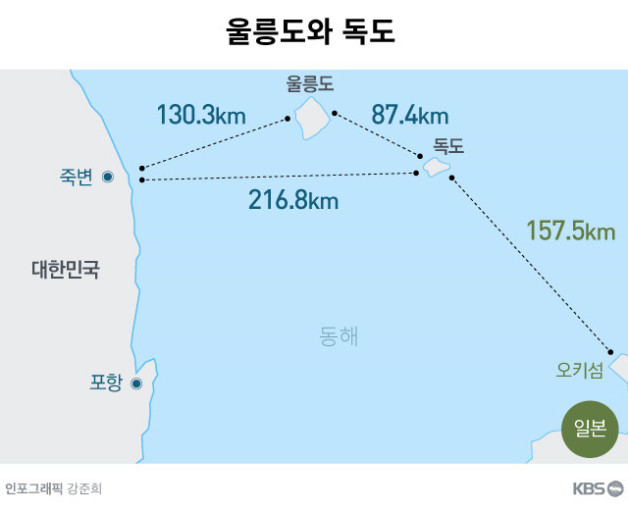 울릉도와 독도
울릉도
130.3km
87.4km
독도
죽변
216.8km
157.5km
대한민국
동해
오키섬
포항
일본
인포그래픽 강준희
KBS